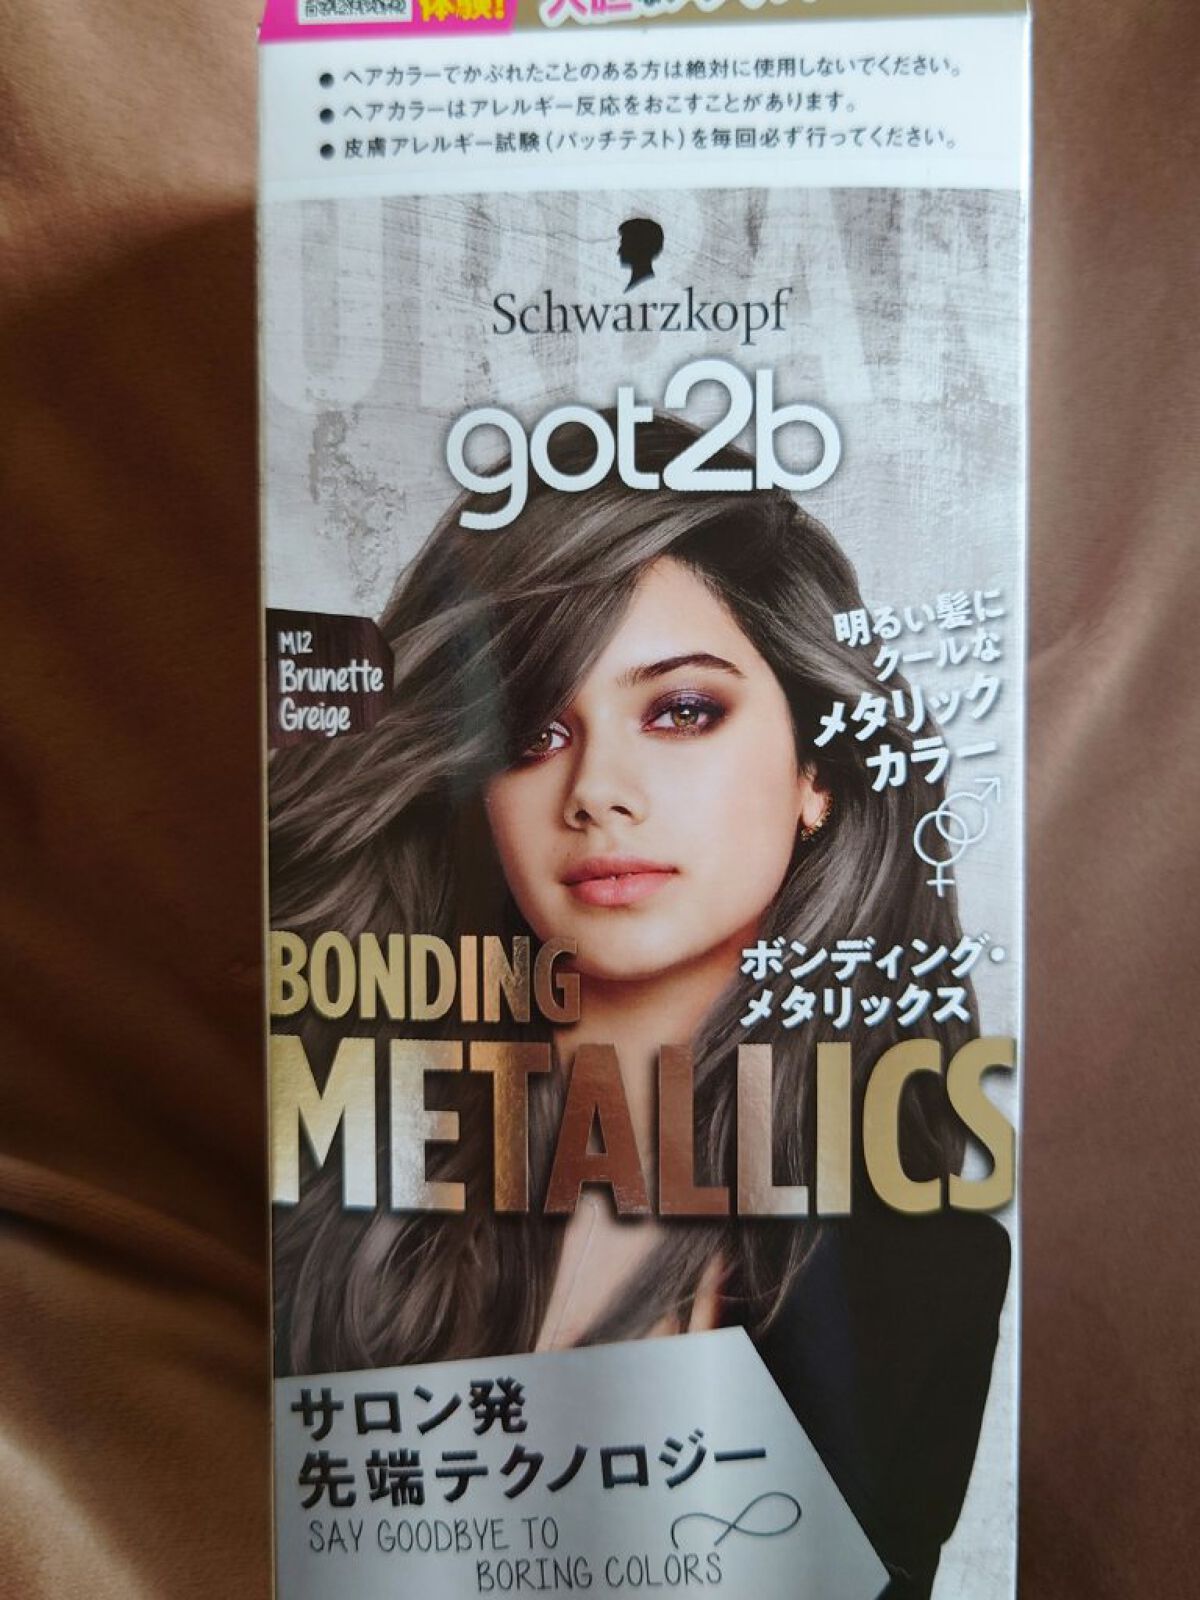 体験!
● ヘアカラーでかぶれたことのある方は絶対に使用しないでください。
● ヘアカラーはアレルギー反応をおこすことがあります。
● 皮膚アレルギー試験(パッチテスト)を毎回必ず行ってください。
URBAN
Schwarzkopf
got2b
M12
Brunette
Greige
明るい髪に
クールな
メタリック
カラー
BONDING
ボンディング・
メタリックス
METALLICS
サロン発
先端テクノロジー
SAY GOODBYE TO
BORING COLORS